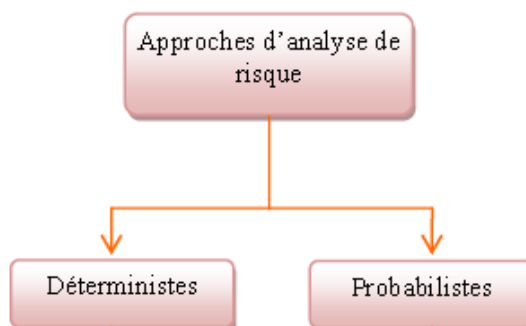 Approches d'analyse de
risque
Déterministes
Probabilistes